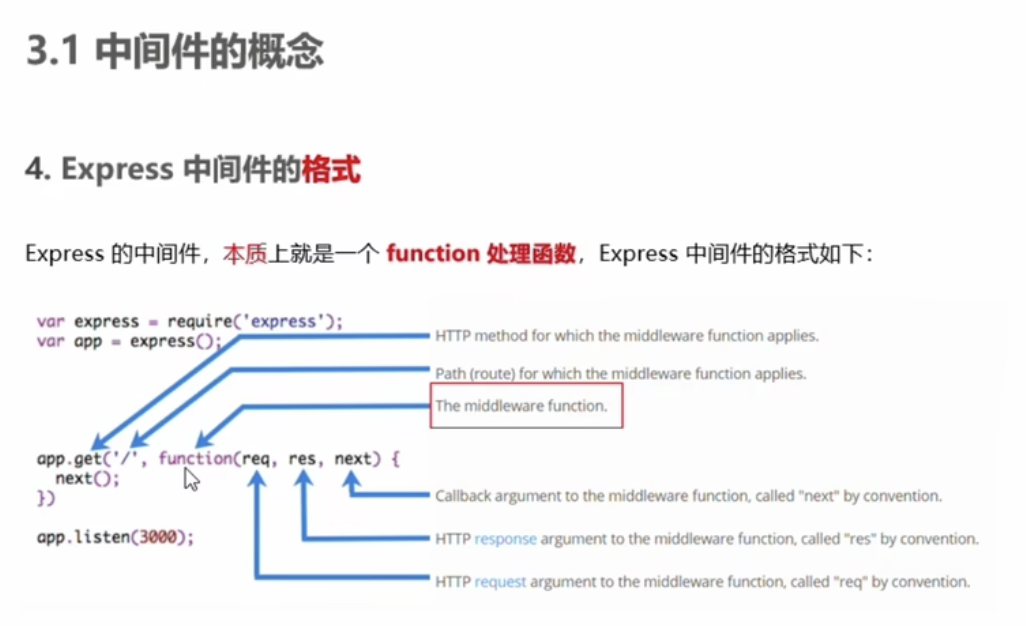 3.1 中间件的概念
4. Express 中间件的格式
Express 的中间件，本质上就是一个 function 处理函数，Express 中间件的格式如下：
var express = require('express');
var app = express();
HTTP method for which the middleware function applies.
Path (route) for which the middleware function applies.
The middleware function.
app.get('/', function(req, res, next) {
next();
})
app.listen(3000);
Callback argument to the middleware function, called "next" by convention.
HTTP response argument to the middleware function, called "res" by convention.
HTTP request argument to the middleware function, called "req" by convention.